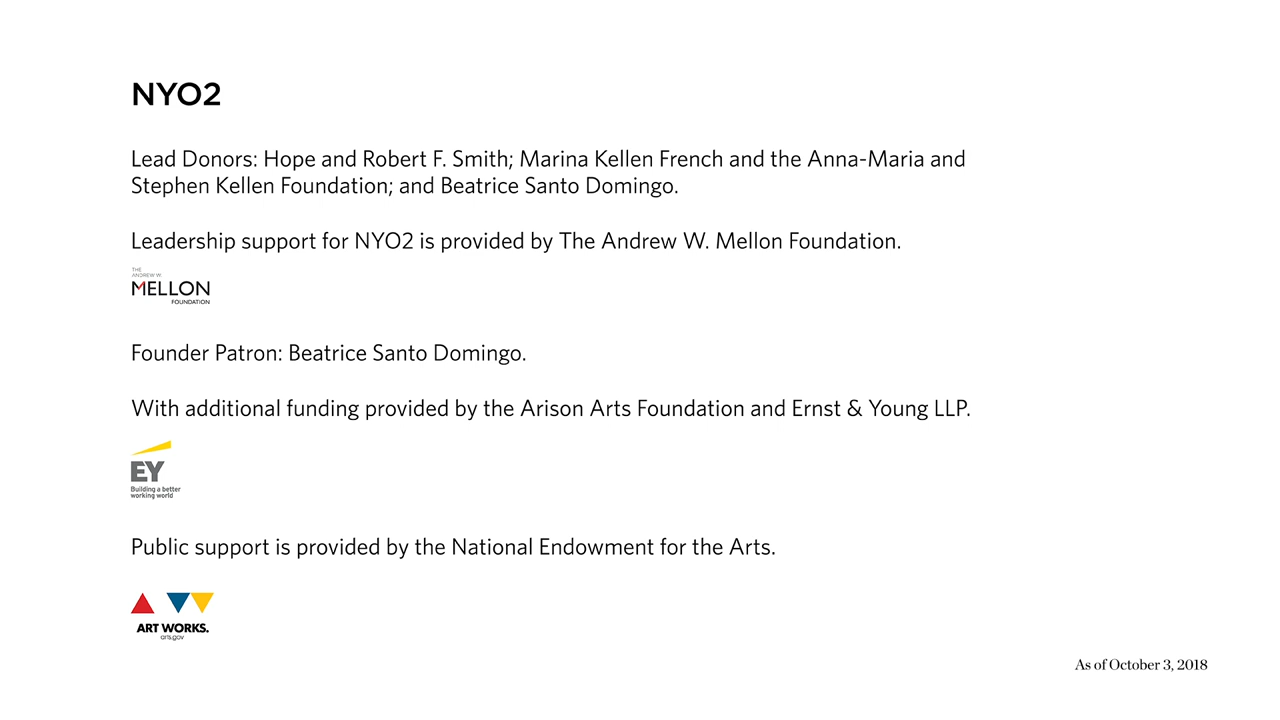 NYO2
Lead Donors: Hope and Robert F. Smith; Marina Kellen French and the Anna-Maria and
Stephen Kellen Foundation; and Beatrice Santo Domingo.
Leadership support for NYO2 is provided by The Andrew W. Mellon Foundation.
THE
ANDREW W.
MELLON
FOUNDATION
Founder Patron: Beatrice Santo Domingo.
With additional funding provided by the Arison Arts Foundation and Ernst & Young LLP.
EY
Building a better
working world
Public support is provided by the National Endowment for the Arts.
ART WORKS.
arts.gov
As of October 3, 2018